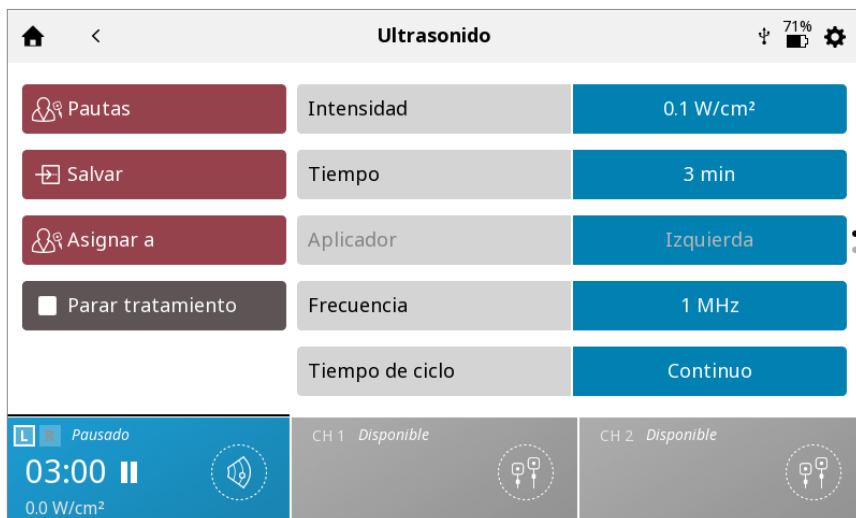 Ultrasonido
71%
Pautas
Intensidad
0.1 W/cm²
Salvar
Tiempo
3 min
Asignar a
Aplicador
Izquierda
Parar tratamiento
Frecuencia
1 MHz
Tiempo de ciclo
Continuo
L R Pausado
03:00
0.0 W/cm²
CH 1 Disponible
CH 2 Disponible